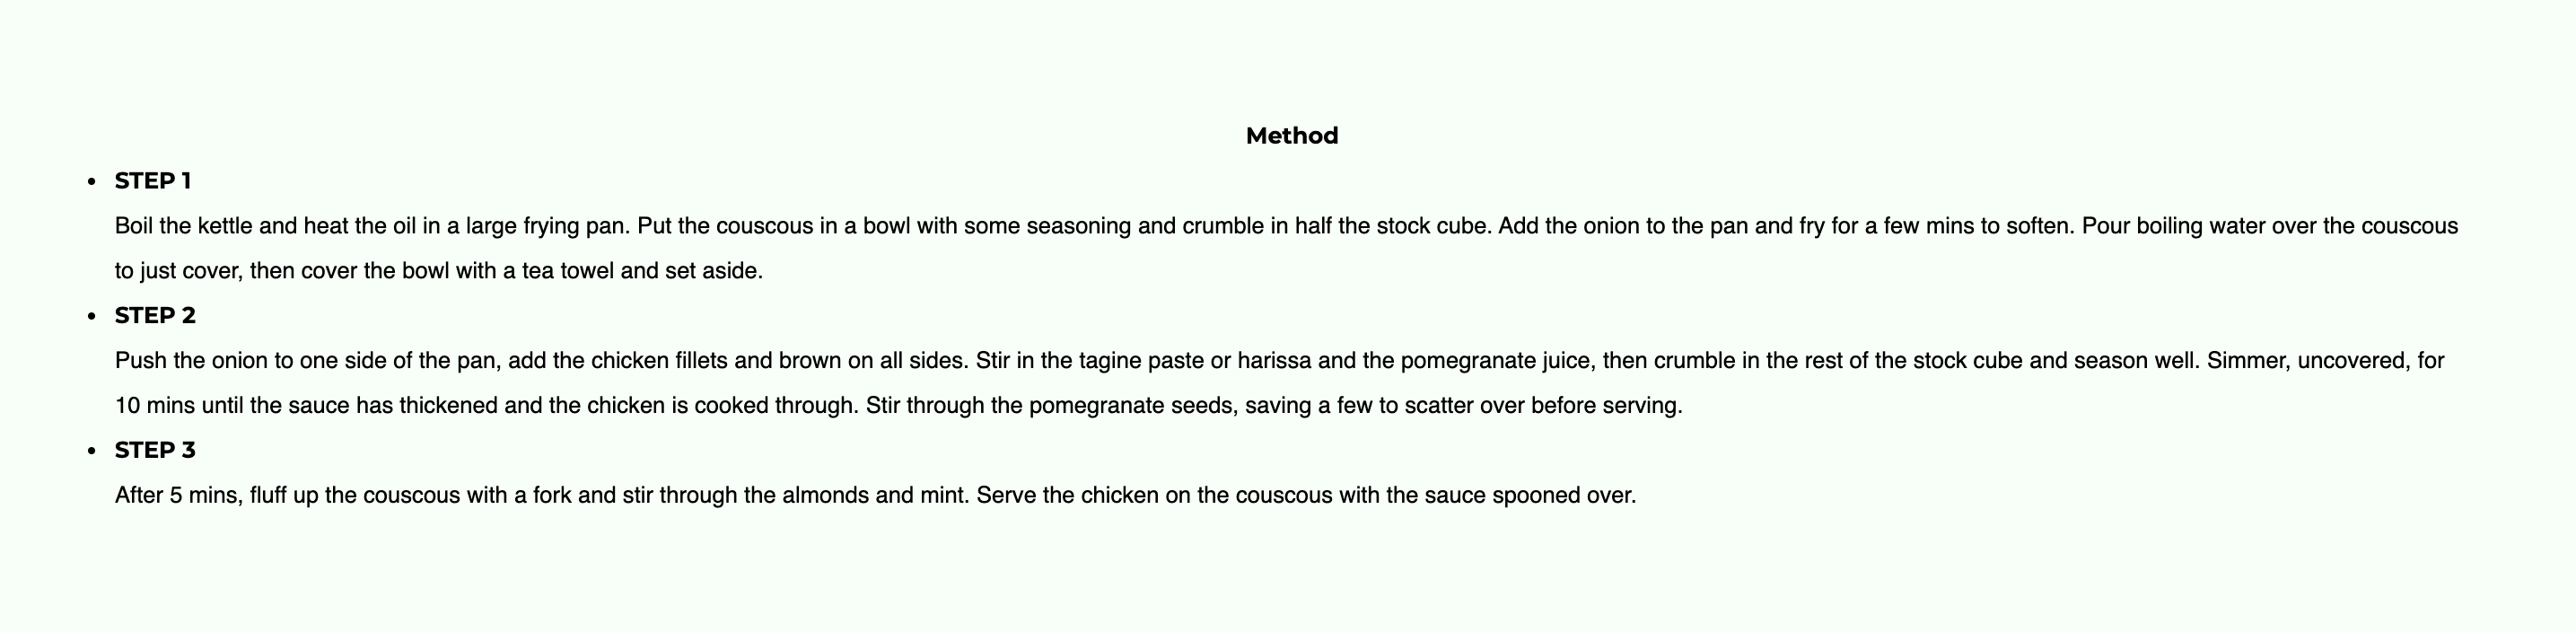 Method
• STEP 1
Boil the kettle and heat the oil in a large frying pan. Put the couscous in a bowl with some seasoning and crumble in half the stock cube. Add the onion to the pan and fry for a few mins to soften. Pour boiling water over the couscous
to just cover, then cover the bowl with a tea towel and set aside.
• STEP 2
Push the onion to one side of the pan, add the chicken fillets and brown on all sides. Stir in the tagine paste or harissa and the pomegranate juice, then crumble in the rest of the stock cube and season well. Simmer, uncovered, for
10 mins until the sauce has thickened and the chicken is cooked through. Stir through the pomegranate seeds, saving a few to scatter over before serving.
• STEP 3
After 5 mins, fluff up the couscous with a fork and stir through the almonds and mint. Serve the chicken on the couscous with the sauce spooned over.